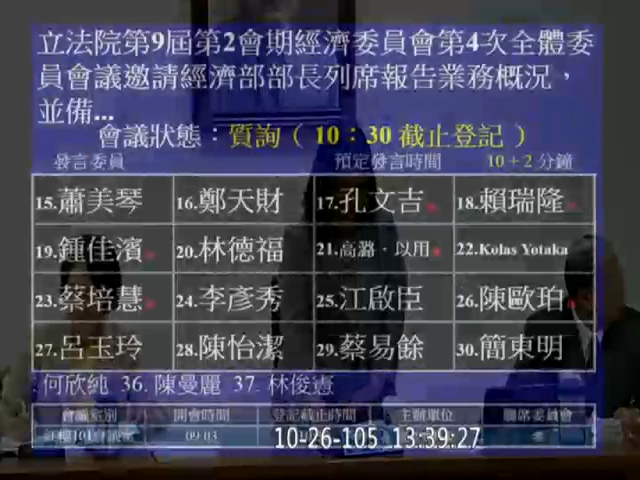 立法院第9屆第2會期經濟委員會第4次全體委
員會議邀請經濟部部長列席報告業務概況，
並備...
會議狀態：質詢（10：30 截止登記）
發言委員 預定發言時間 10+2 分鐘
15.蕭美琴 16.鄭天財 17.孔文吉 18.賴瑞隆
19.鍾佳濱 20.林德福 21.高潞．以用 22.Kolas Yotaka
23.蔡培慧 24.李彥秀 25.江啟臣 26.陳歐珀
27.呂玉玲 28.陳怡潔 29.蔡易餘 30.簡東明
何欣純 36. 陳曼麗 37. 林俊憲
會議室別 開會時間 登記截止時間 主辦單位 聯席委員會
紅樓101會議室 09:03
10-26-105 13:39:27